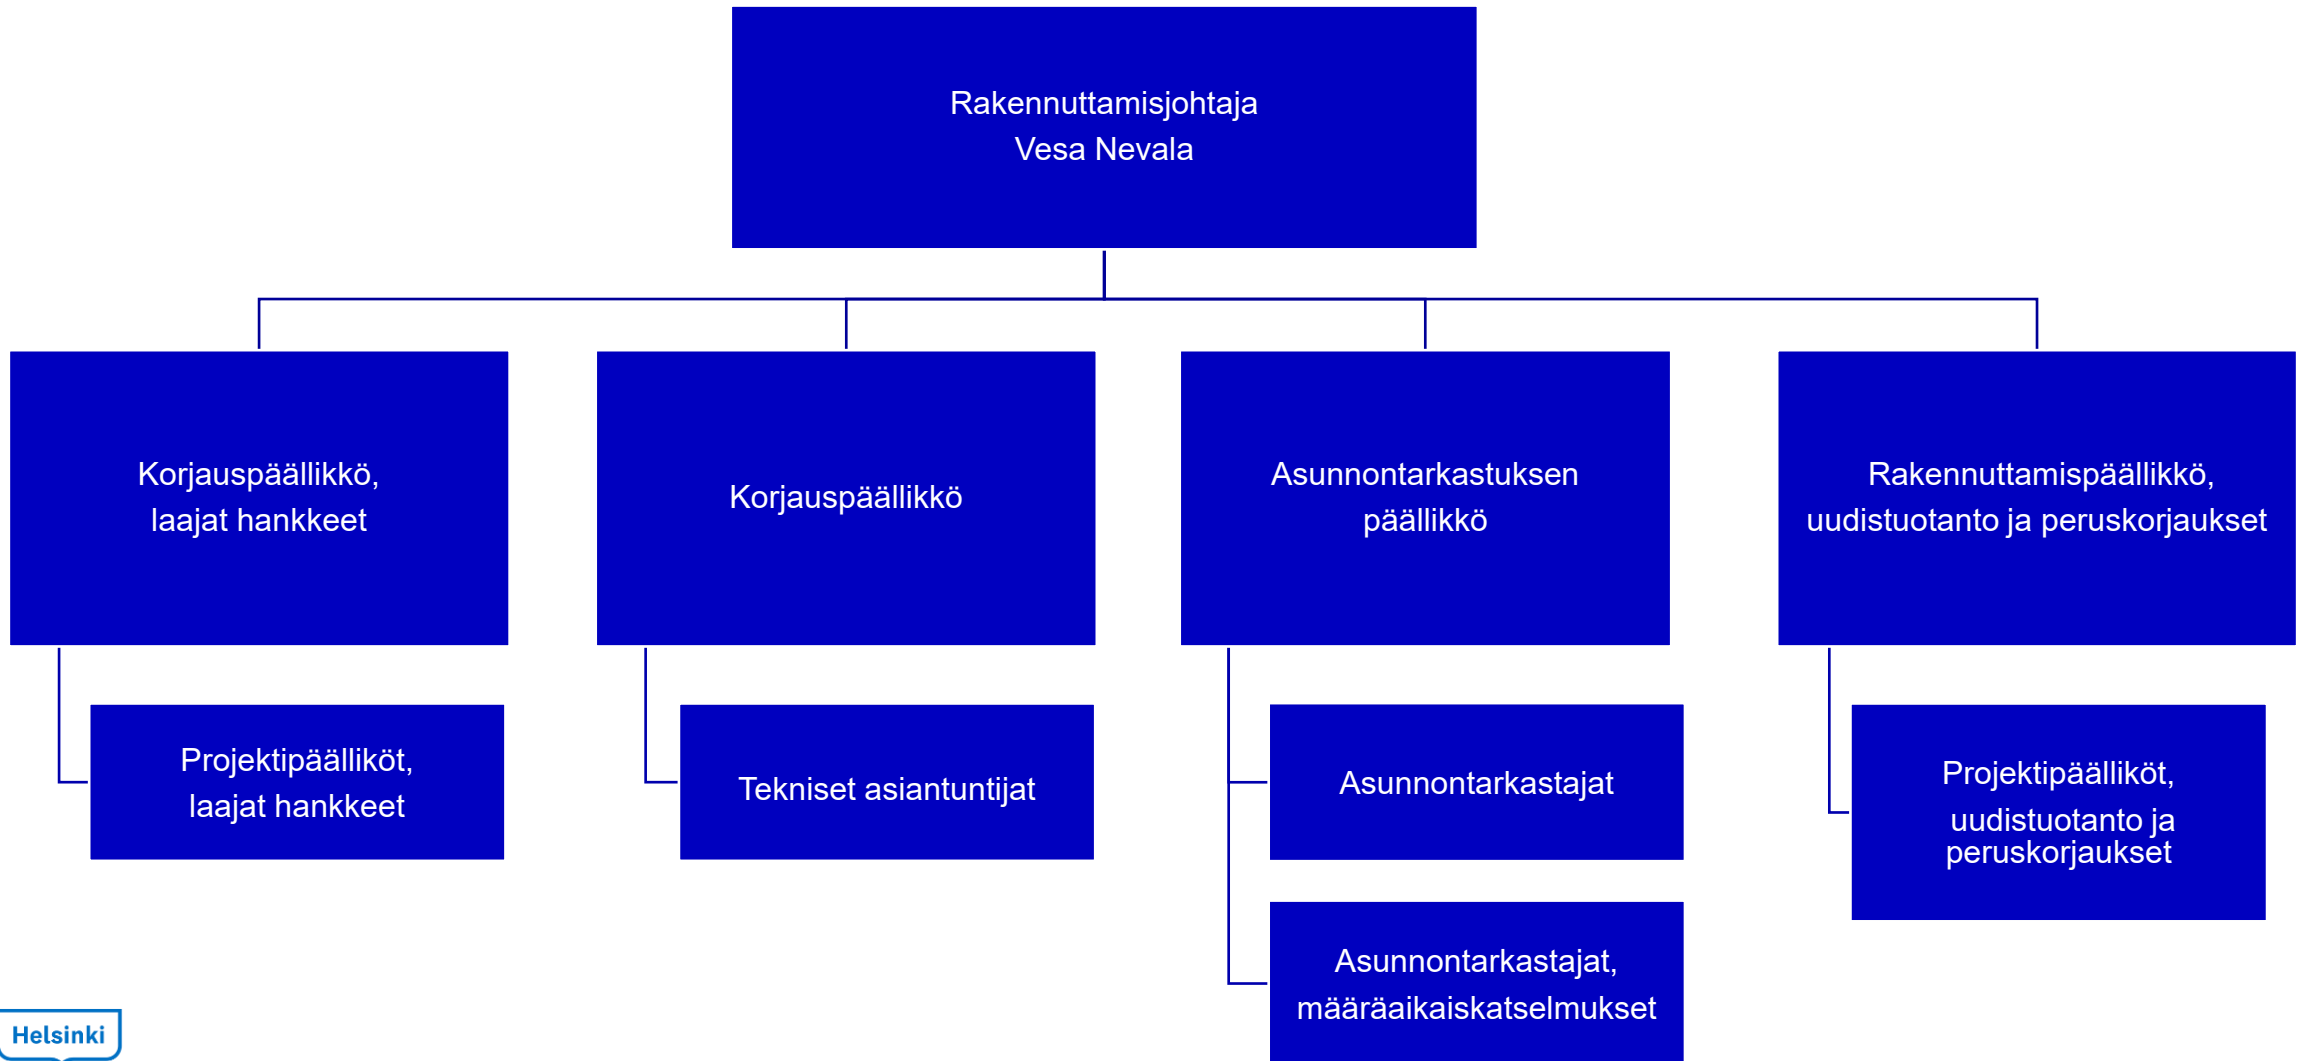 Rakennuttamisjohtaja
Vesa Nevala
Korjauspäällikkö,
laajat hankkeet
Korjauspäällikkö
Asunnontarkastuksen
päällikkö
Rakennuttamispäällikkö,
uudistuotanto ja peruskorjaukset
Projektipäälliköt,
laajat hankkeet
Tekniset asiantuntijat
Asunnontarkastajat
Asunnontarkastajat,
määräaikaiskatselmukset
Projektipäälliköt,
uudistuotanto ja
peruskorjaukset
Helsinki